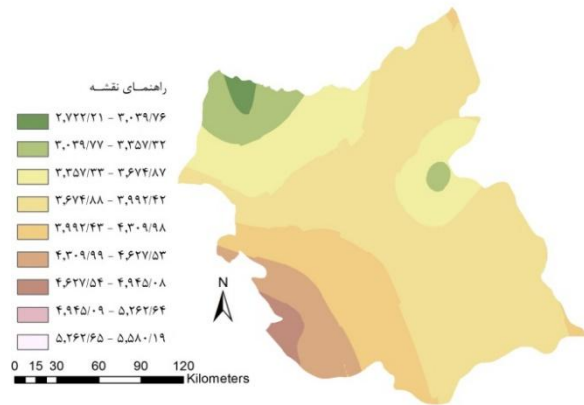 راهنمـای نقشـه
۲,۷۲۲/۲۱ – ۳,۰۳۹/۷۶
۳,۰۳۹/۷۷ – ۳,۳۵۷/۳۲
۳,۳۵۷/۳۳ – ۳,۶۷۴/۸۷
۳,۶۷۴/۸۸ – ۳,۹۹۲/۴۲
۳,۹۹۲/۴۳ – ۴,۳۰۹/۹۸
۴,۳۰۹/۹۹ – ۴,۶۲۷/۵۳
۴,۶۲۷/۵۴ – ۴,۹۴۵/۰۸
۴,۹۴۵/۰۹ – ۵,۲۶۲/۶۴
۵,۲۶۲/۶۵ – ۵,۵۸۰/۱۹
N
0 15 30 60 90 120
Kilometers